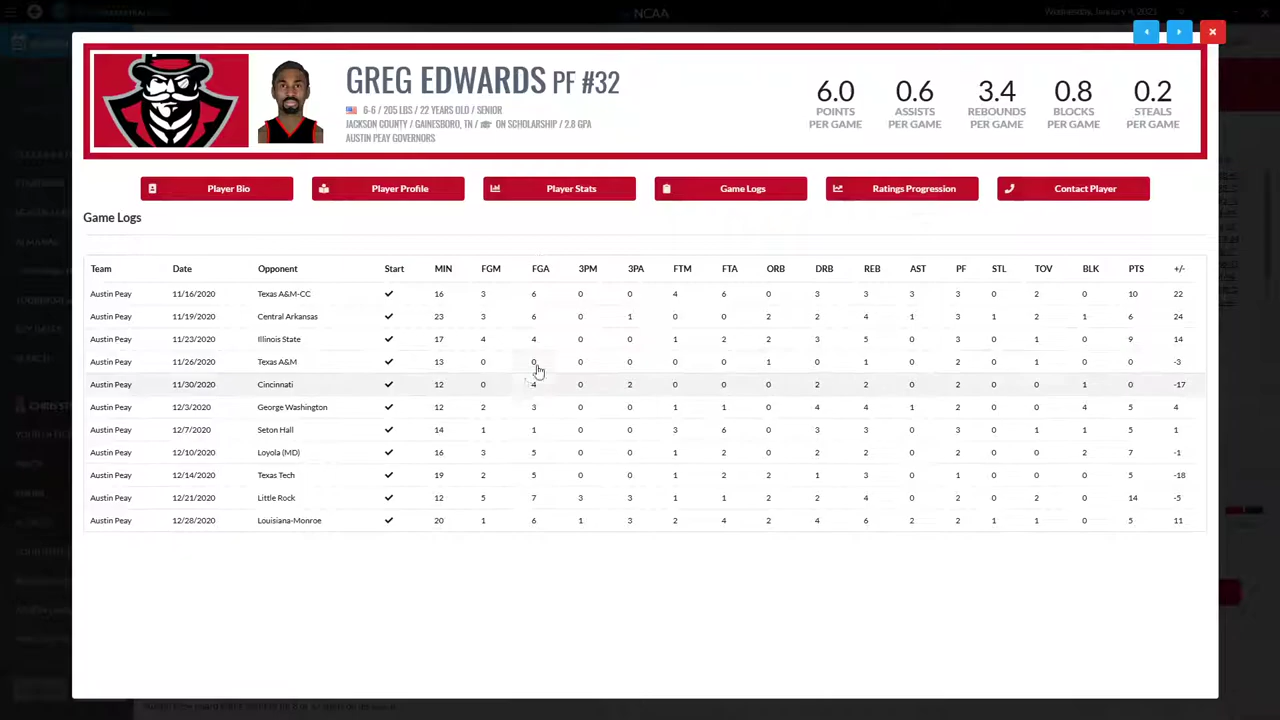 NCAA
Wednesday, January 6, 2021
GREG EDWARDS PF #32
6-6 / 205 LBS / 22 YEARS OLD / SENIOR
JACKSON COUNTY / GAINESBORO, TN / ON SCHOLARSHIP / 2.8 GPA
AUSTIN PEAY GOVERNORS
6.0 0.6 3.4 0.8 0.2
POINTS ASSISTS REBOUNDS BLOCKS STEALS
PER GAME PER GAME PER GAME PER GAME PER GAME
Player Bio Player Profile Player Stats Game Logs Ratings Progression Contact Player
Game Logs
Team Date Opponent Start MIN FGM FGA 3PM 3PA FTM FTA ORB DRB REB AST PF STL TOV BLK PTS +/-
Austin Peay 11/16/2020 Texas A&M-CC ✔ 16 3 6 0 0 4 6 0 3 3 3 3 0 2 0 10 22
Austin Peay 11/19/2020 Central Arkansas ✔ 23 3 6 0 1 0 0 2 2 4 1 3 1 2 1 6 24
Austin Peay 11/23/2020 Illinois State ✔ 17 4 4 0 0 1 2 2 3 5 0 3 0 1 0 9 14
Austin Peay 11/26/2020 Texas A&M ✔ 13 0 0 0 0 0 0 1 0 1 0 2 0 1 0 0 -3
Austin Peay 11/30/2020 Cincinnati ✔ 12 0 4 0 2 0 0 0 2 2 0 2 0 0 1 0 -17
Austin Peay 12/3/2020 George Washington ✔ 12 2 3 0 0 1 1 0 4 4 1 2 0 0 4 5 4
Austin Peay 12/7/2020 Seton Hall ✔ 14 1 1 0 0 3 6 0 3 3 0 3 0 1 1 5 1
Austin Peay 12/10/2020 Loyola (MD) ✔ 16 3 5 0 0 1 2 0 2 2 0 2 0 0 2 7 -1
Austin Peay 12/14/2020 Texas Tech ✔ 19 2 5 0 0 1 2 2 1 3 0 1 0 0 0 5 -18
Austin Peay 12/21/2020 Little Rock ✔ 12 5 7 3 3 1 1 2 2 4 0 2 0 2 0 14 -5
Austin Peay 12/28/2020 Louisiana-Monroe ✔ 20 1 6 1 3 2 4 2 4 6 2 2 1 1 0 5 11